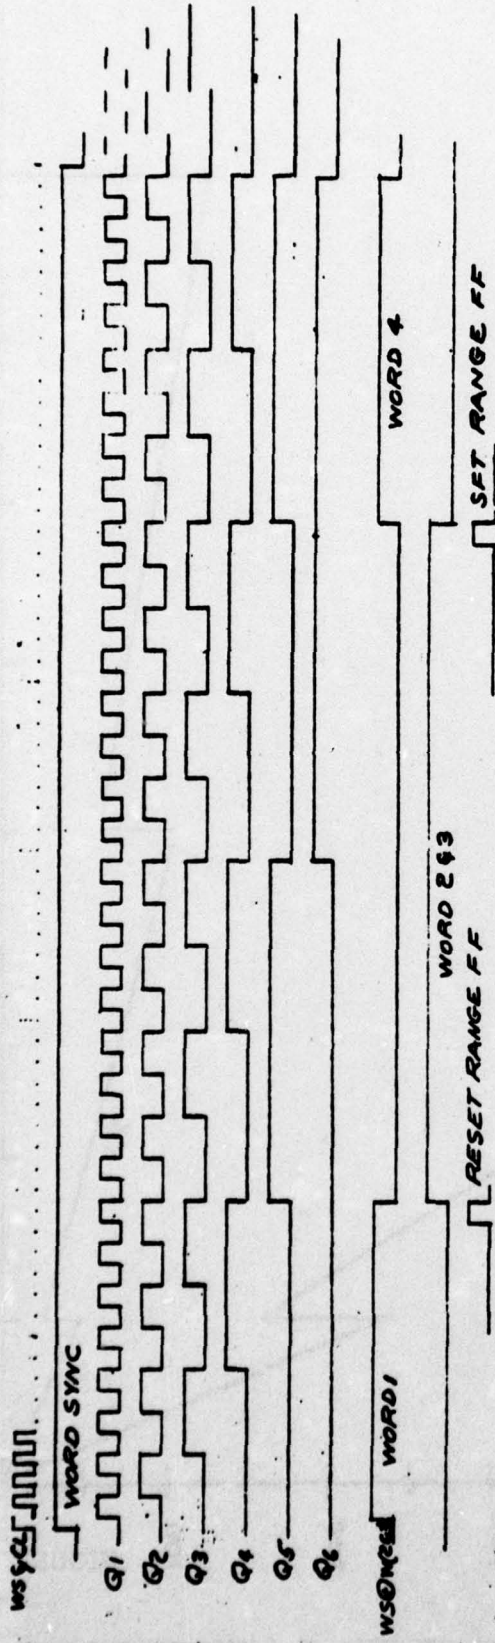 WORD SYNC
Q1
Q2
Q3
Q4
Q5
Q6
WORD 1
WORD 4
WORD 2 & 3
RESET RANGE FF
SET RANGE FF